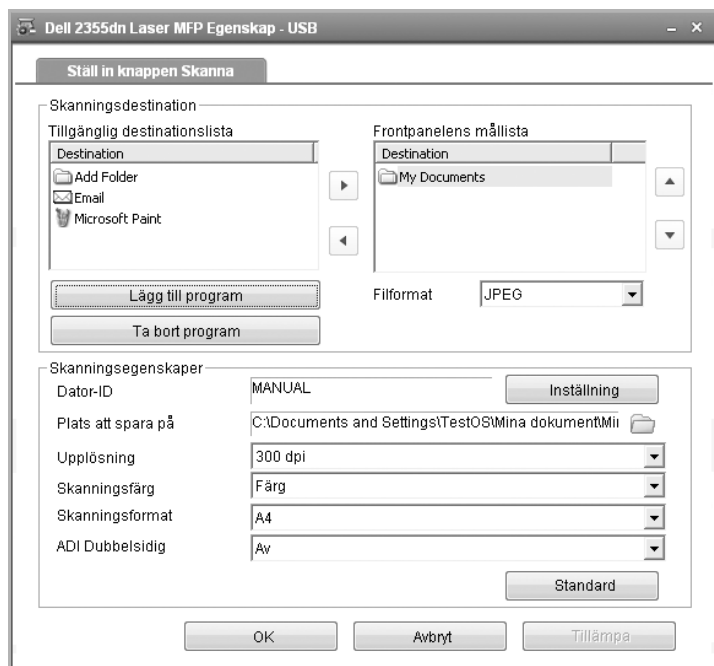 Dell 2355dn Laser MFP Egenskap - USB
Ställ in knappen Skanna
Skanningsdestination
Tillgänglig destinationslista
Destination
Add Folder
Email
Microsoft Paint
Lägg till program
Ta bort program
Frontpanelens mållista
Destination
My Documents
Filformat JPEG
Skanningsegenskaper
Dator-ID MANUAL Inställning
Plats att spara på C:\Documents and Settings\TestOS\Mina dokument\Mi
Upplösning 300 dpi
Skanningsfärg Färg
Skanningsformat A4
ADI Dubbelsidig Av
Standard
OK Avbryt Tillämpa